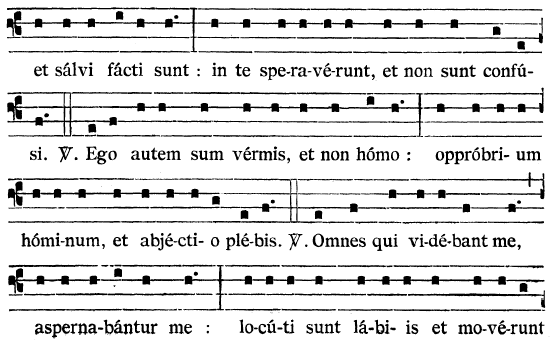 et sálvi fácti sunt : in te spe-ra-vé-runt, et non sunt confú-
si. ℣. Ego autem sum vérmis, et non hómo : oppróbri- um
hómi-num, et abjé-cti- o plé-bis. ℣. Omnes qui vi-dé-bant me,
asperna-bántur me : lo-cú-ti sunt lá-bi- is et mo-vé-runt